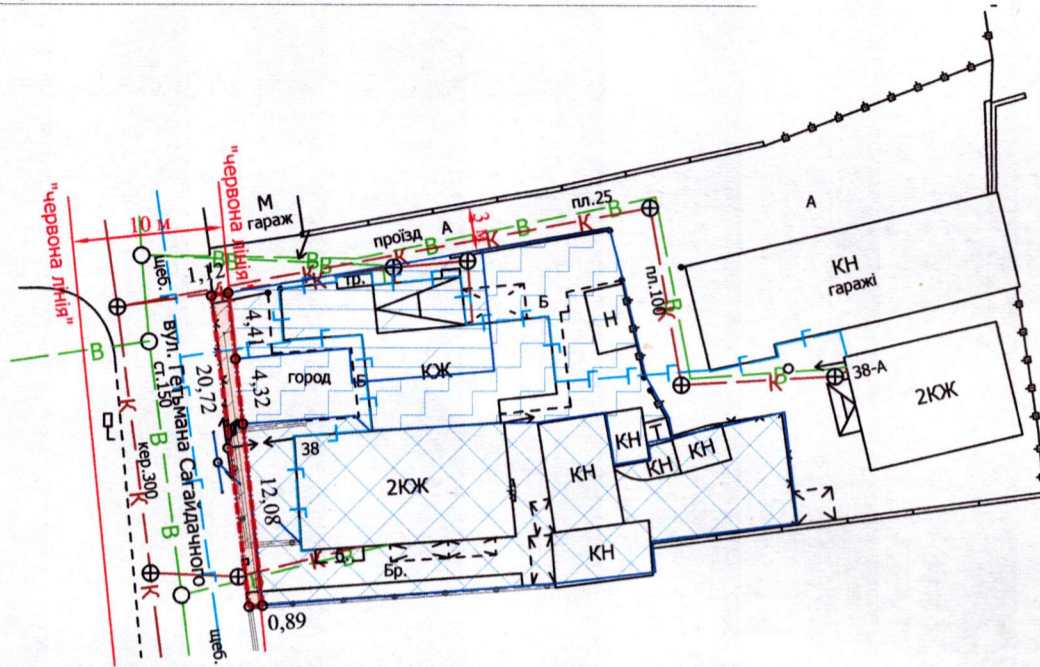 "червона лінія"
"червона лінія"
10 м
М
гараж
проїзд
А
3 м
пл.25
пл.100
А
КН
гаражі
В
В
В
В
В
К
К
К
щеб.
1,12
вул. Гетьмана Сагайдачного
ст.150
кер.300
20,72
4,41
4,32
12,08
0,89
тр.
Б
Н
город
Б
КЖ
38
2КЖ
КН
КН
Т
КН
КН
КН
38-А
2КЖ
К
В
В
К
В
К
В
К
б.
В
Бр.
щеб.